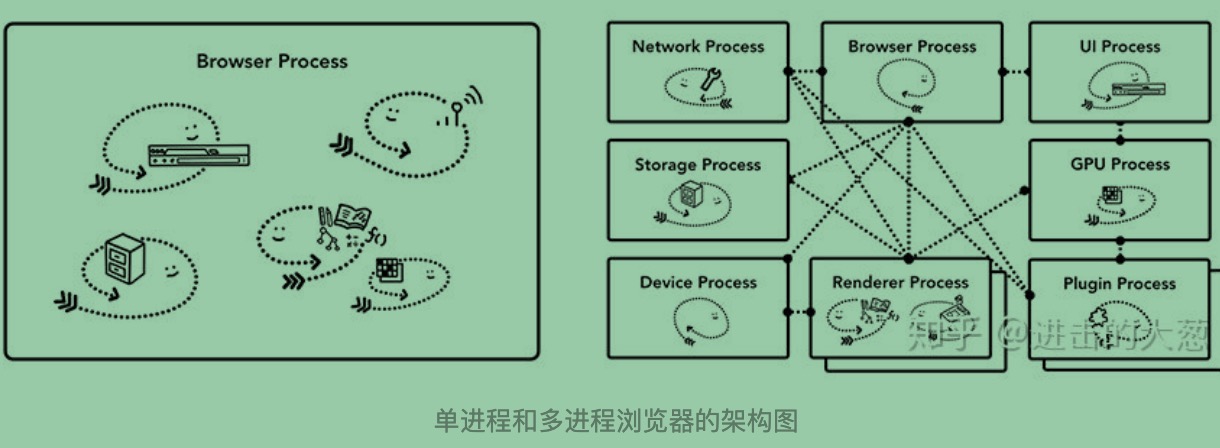 Browser Process
Network Process
Browser Process
UI Process
Storage Process
GPU Process
Device Process
Renderer Process
Plugin Process
f()
f()
知乎 @进击的大葱
单进程和多进程浏览器的架构图